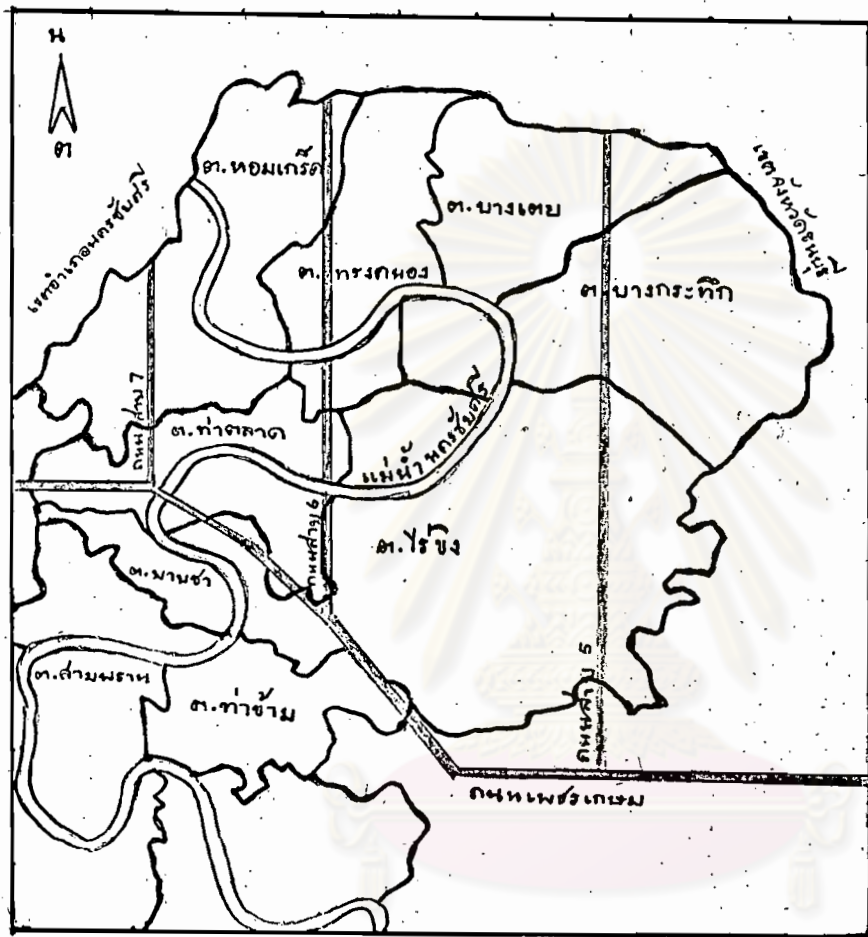 น
ต
ต.หอมเกร็ด
เขตอำเภอนครชัยศรี
ต.บางเตย
เขตจังหวัดธนบุรี
ต.ทรงคนอง
ต.บางกระทึก
ถนนสาย 7
ต.ท่าตลาด
แม่น้ำนครชัยศรี
ถนนสาย 6
ต.ไร่ขิง
ต.ยายชา
ต.สามพราน
ต.ท่าข้าม
ถนนสาย 5
ถนนเพชรเกษม